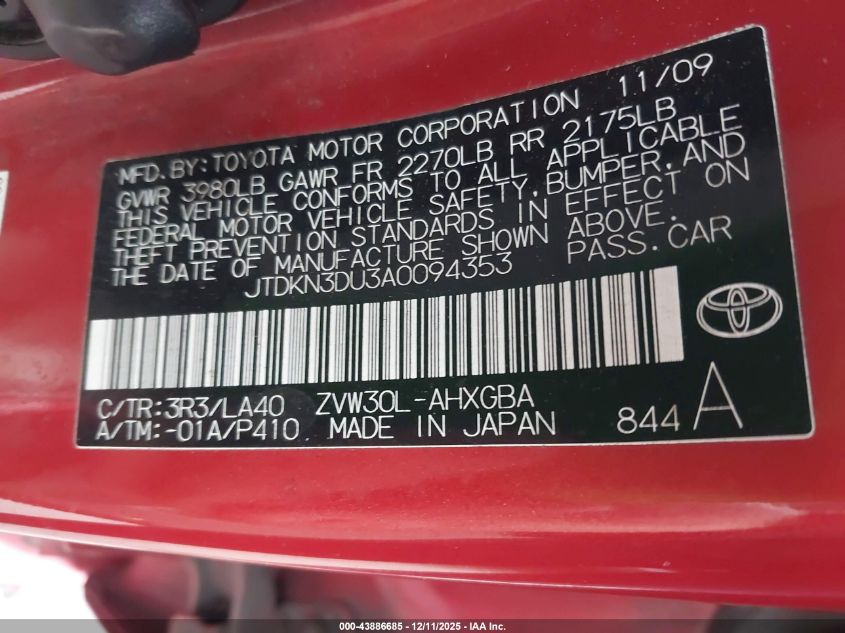 MFD. BY: TOYOTA MOTOR CORPORATION 11/09
GVWR 3980LB GAWR FR 2270LB RR 2175LB
THIS VEHICLE CONFORMS TO ALL APPLICABLE
FEDERAL MOTOR VEHICLE SAFETY, BUMPER, AND
THEFT PREVENTION STANDARDS IN EFFECT ON
THE DATE OF MANUFACTURE SHOWN ABOVE.
JTDKN3DU3A0094353 PASS. CAR
C/TR: 3R3/LA40 ZVW30L-AHXGBA
A/TM: -01A/P410 MADE IN JAPAN 844 A
000-43886685 - 12/11/2025 - IAA Inc.